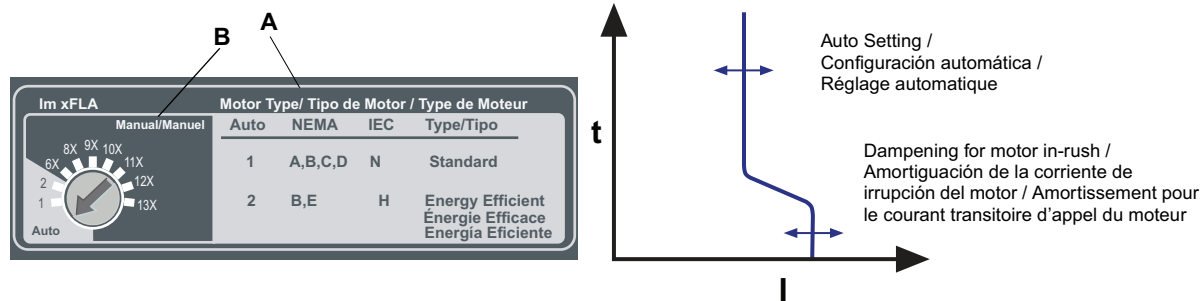 B
A
Im xFLA
Manual/Manuel
8X 9X 10X
6X 11X
2 12X
1 13X
Auto
Motor Type/ Tipo de Motor / Type de Moteur
Auto NEMA IEC Type/Tipo
1 A,B,C,D N Standard
2 B,E H Energy Efficient
Énergie Efficace
Energía Eficiente
t
Auto Setting /
Configuración automática /
Réglage automatique
Dampening for motor in-rush /
Amortiguación de la corriente de
irrupción del motor / Amortissement pour
le courant transitoire d’appel du moteur
I